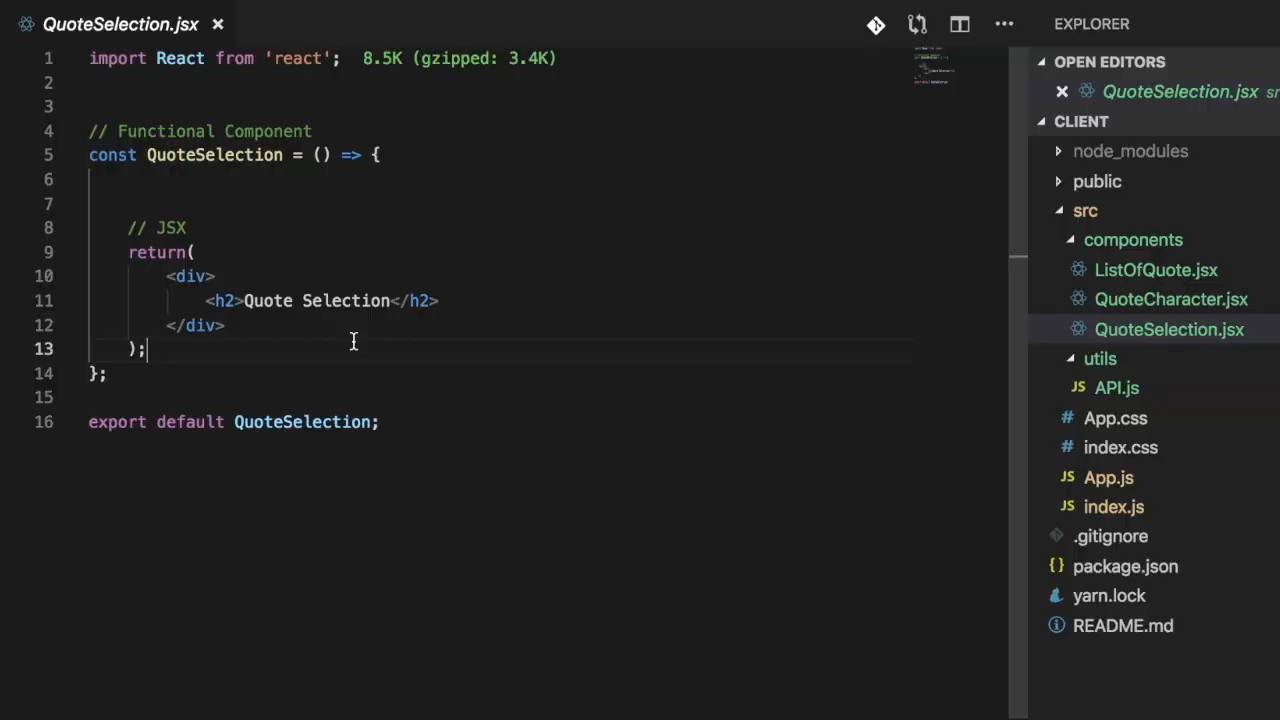 QuoteSelection.jsx ×
1 import React from 'react'; 8.5K (gzipped: 3.4K)
2
3
4 // Functional Component
5 const QuoteSelection = () => {
6
7
8 // JSX
9 return(
10 <div>
11 <h2>Quote Selection</h2>
12 </div>
13 );
14 };
15
16 export default QuoteSelection;
EXPLORER
OPEN EDITORS
QuoteSelection.jsx sr
CLIENT
node_modules
public
src
components
ListOfQuote.jsx
QuoteCharacter.jsx
QuoteSelection.jsx
utils
JS API.js
# App.css
# index.css
JS App.js
JS index.js
.gitignore
{} package.json
yarn.lock
README.md